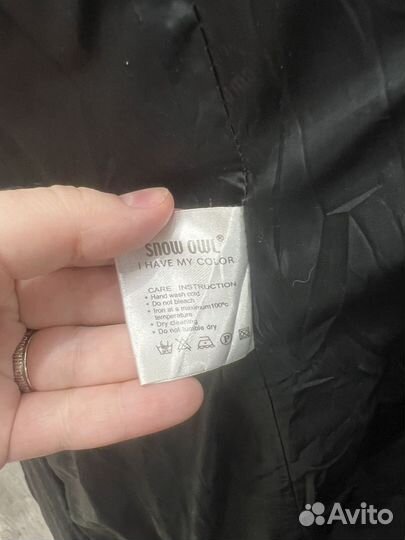 SNOW OWL®
I HAVE MY COLOR
CARE INSTRUCTION
• Hand wash cold
• Do not bleach
• Iron at a maximum100°c
temperature
• Dry cleaning
• Do not tumble dry
P
Avito